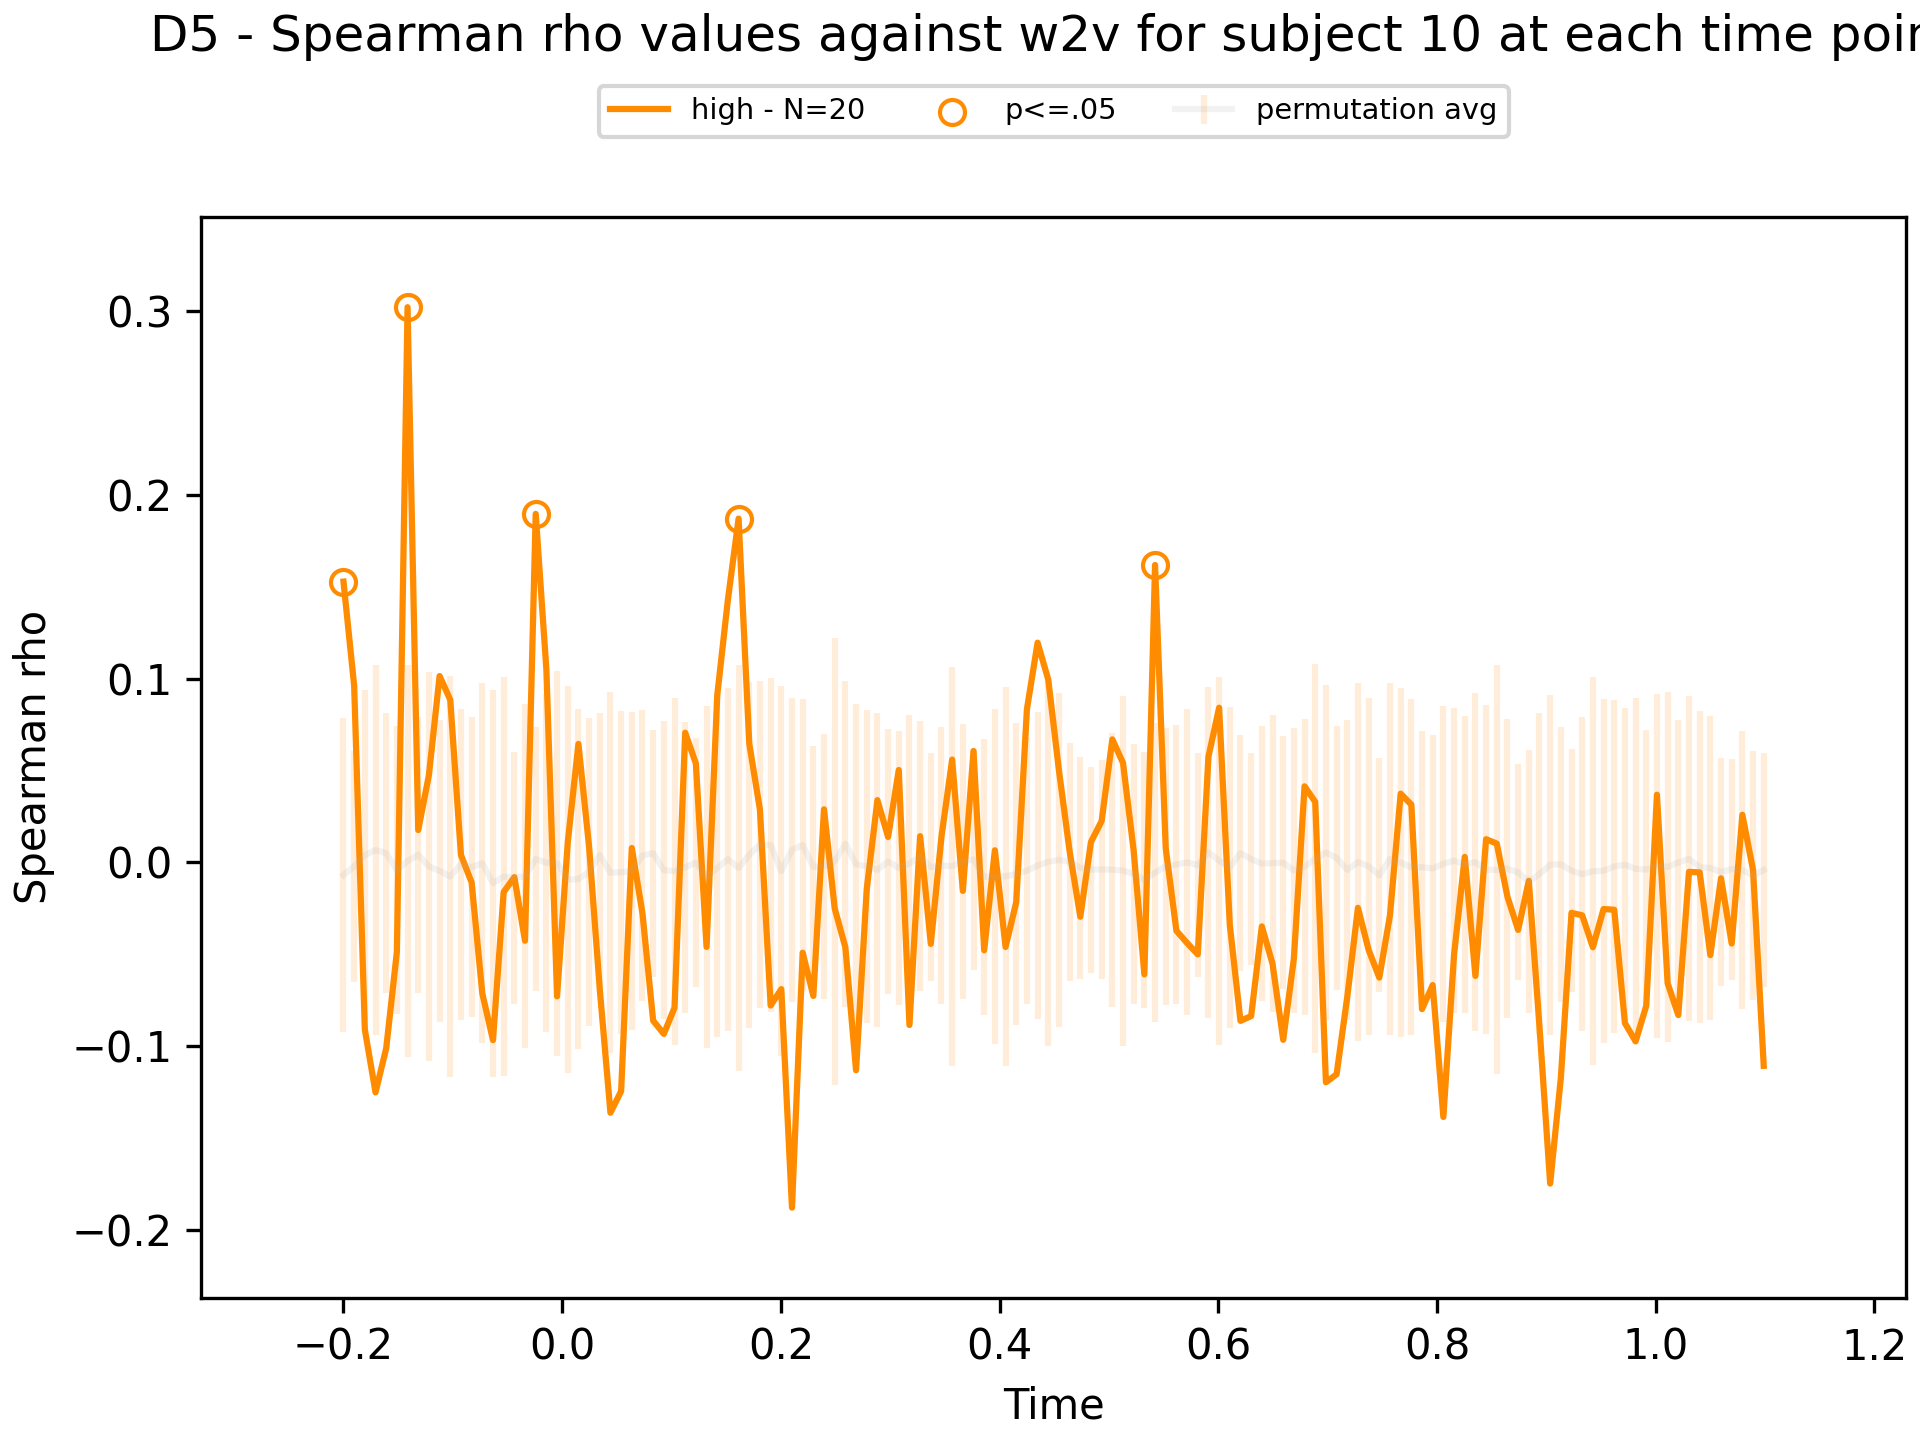 D5 - Spearman rho values against w2v for subject 10 at each time
high - N=20 p<=.05 permutation avg
Spearman rho
0.3
0.2
0.1
0.0
−0.1
−0.2
−0.2 0.0 0.2 0.4 0.6 0.8 1.0 1.2
Time